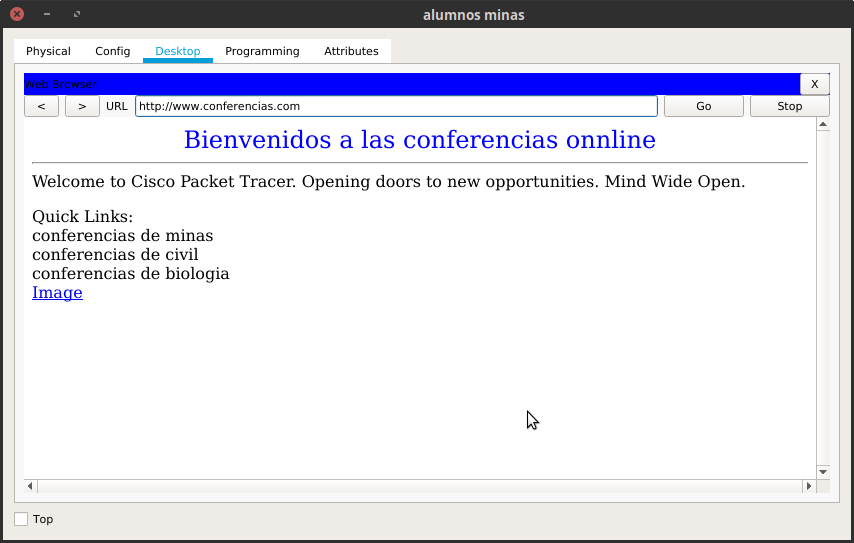 alumnos minas
Physical Config Desktop Programming Attributes
Web Browser X
< > URL http://www.conferencias.com Go Stop
Bienvenidos a las conferencias onnline
Welcome to Cisco Packet Tracer. Opening doors to new opportunities. Mind Wide Open.
Quick Links:
conferencias de minas
conferencias de civil
conferencias de biologia
Image
Top